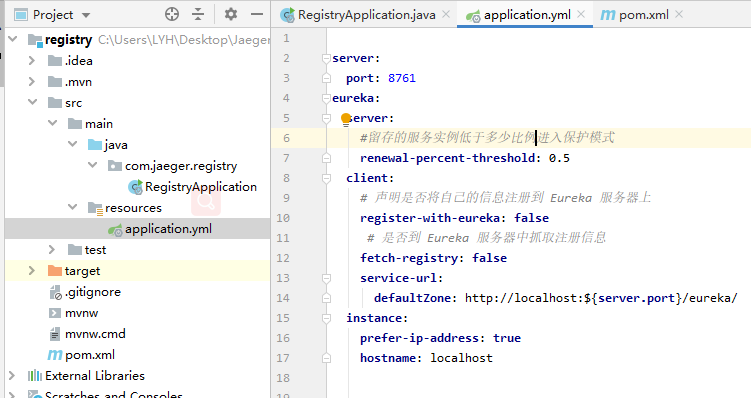 Project
registry C:\Users\LYH\Desktop\Jaeger
.idea
.mvn
src
main
java
com.jaeger.registry
RegistryApplication
resources
application.yml
test
target
.gitignore
mvnw
mvnw.cmd
pom.xml
External Libraries
Scratches and Consoles
RegistryApplication.java application.yml pom.xml
1
2 server:
3 port: 8761
4 eureka:
5 server:
6 #留存的服务实例低于多少比例进入保护模式
7 renewal-percent-threshold: 0.5
8 client:
9 # 声明是否将自己的信息注册到 Eureka 服务器上
10 register-with-eureka: false
11 # 是否到 Eureka 服务器中抓取注册信息
12 fetch-registry: false
13 service-url:
14 defaultZone: http://localhost:${server.port}/eureka/
15 instance:
16 prefer-ip-address: true
17 hostname: localhost
18